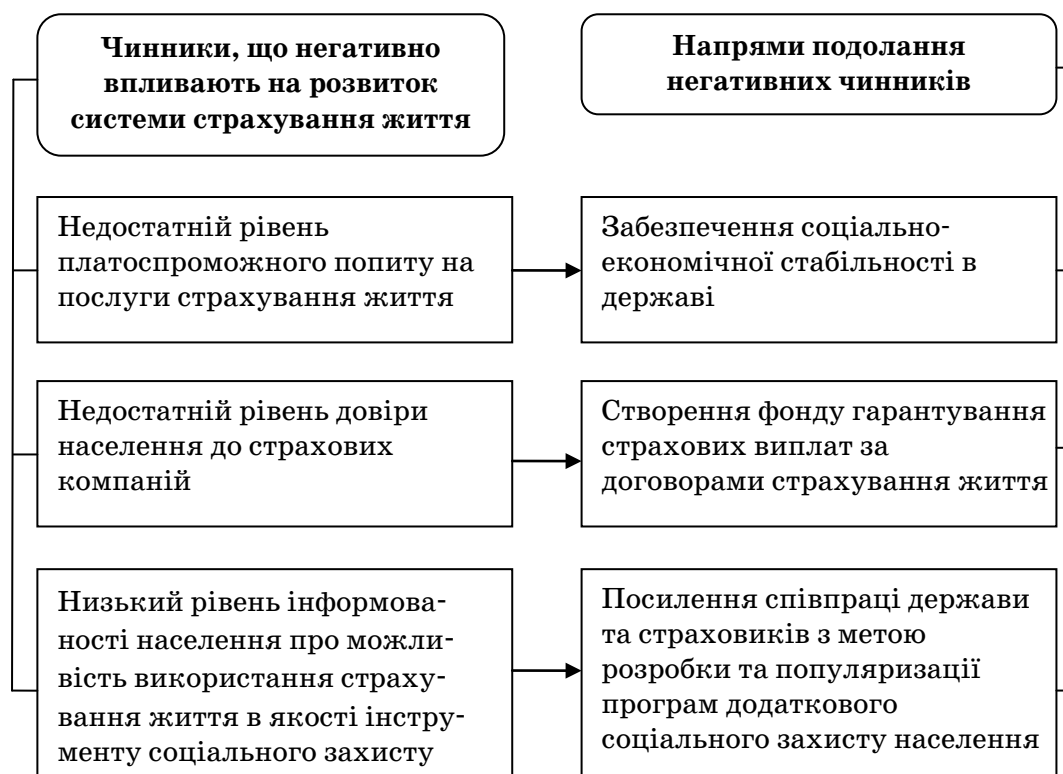 Чинники, що негативно
впливають на розвиток
системи страхування життя
Напрями подолання
негативних чинників
Недостатній рівень
платоспроможного попиту на
послуги страхування життя
Забезпечення соціально-
економічної стабільності в
державі
Недостатній рівень довіри
населення до страхових
компаній
Створення фонду гарантування
страхових виплат за
договорами страхування життя
Низький рівень інформова-
ності населення про можли-
вість використання страху-
вання життя в якості інстру-
менту соціального захисту
Посилення співпраці держави
та страховиків з метою
розробки та популяризації
програм додаткового
соціального захисту населення